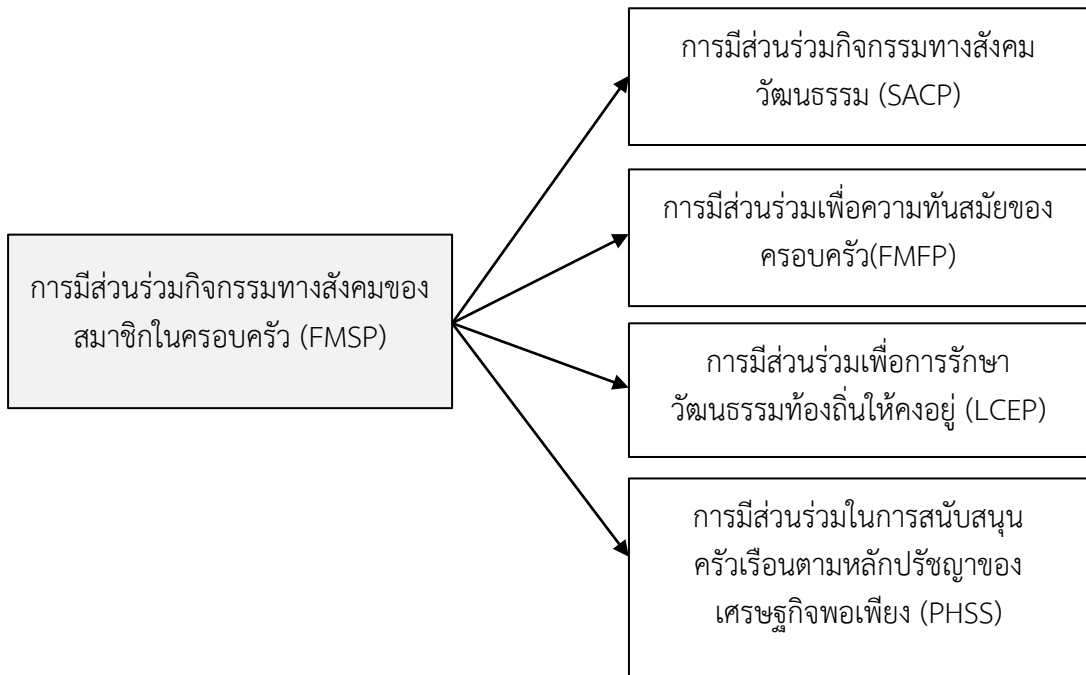 การมีส่วนร่วมกิจกรรมทางสังคม
วัฒนธรรม (SACP)
การมีส่วนร่วมเพื่อความทันสมัยของ
ครอบครัว(FMFP)
การมีส่วนร่วมกิจกรรมทางสังคมของ
สมาชิกในครอบครัว (FMSP)
การมีส่วนร่วมเพื่อการรักษา
วัฒนธรรมท้องถิ่นให้คงอยู่ (LCEP)
การมีส่วนร่วมในการสนับสนุน
ครัวเรือนตามหลักปรัชญาของ
เศรษฐกิจพอเพียง (PHSS)